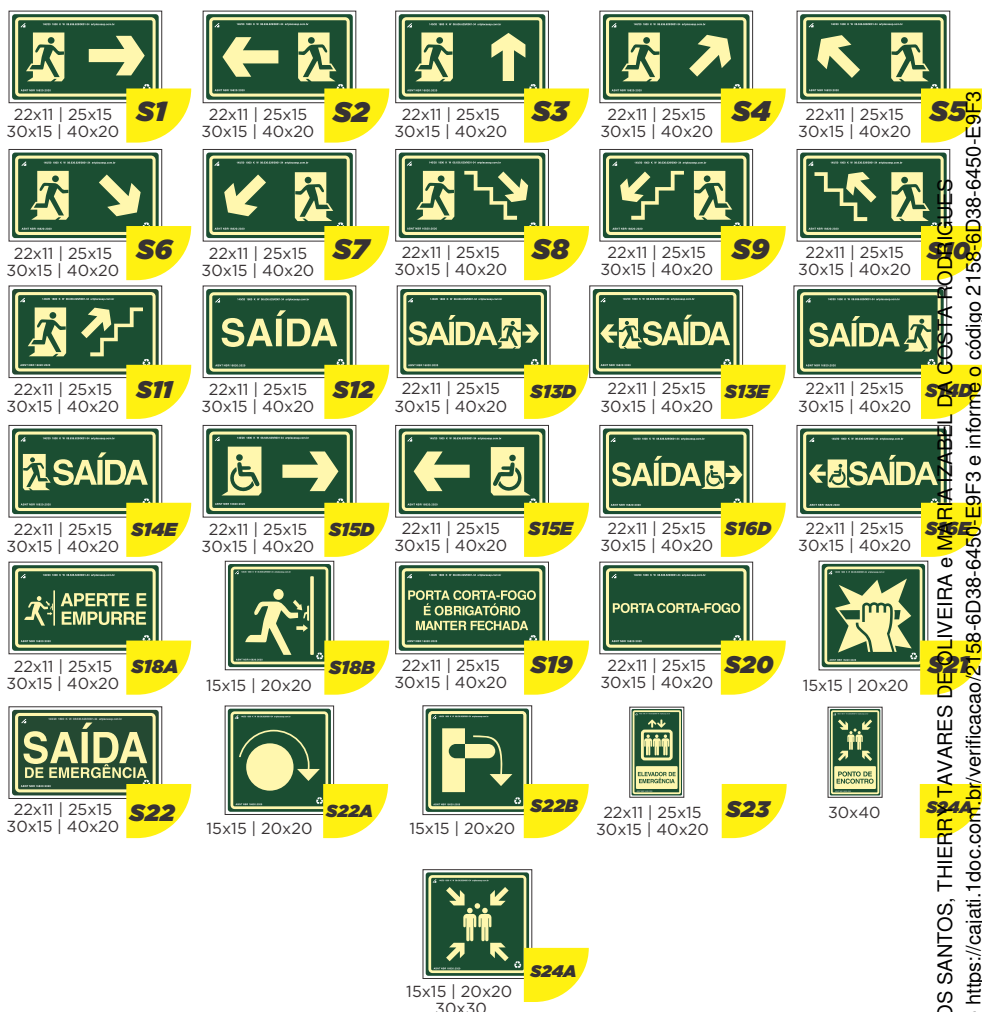 S1
22x11 | 25x15
30x15 | 40x20
S2
22x11 | 25x15
30x15 | 40x20
S3
22x11 | 25x15
30x15 | 40x20
S4
22x11 | 25x15
30x15 | 40x20
S5
22x11 | 25x15
30x15 | 40x20
S6
22x11 | 25x15
30x15 | 40x20
S7
22x11 | 25x15
30x15 | 40x20
S8
22x11 | 25x15
30x15 | 40x20
S9
22x11 | 25x15
30x15 | 40x20
S10
22x11 | 25x15
30x15 | 40x20
S11
22x11 | 25x15
30x15 | 40x20
SAÍDA
S12
22x11 | 25x15
30x15 | 40x20
SAÍDA
S13D
22x11 | 25x15
30x15 | 40x20
SAÍDA
S13E
22x11 | 25x15
30x15 | 40x20
SAÍDA
S14D
22x11 | 25x15
30x15 | 40x20
SAÍDA
S14E
22x11 | 25x15
30x15 | 40x20
S15D
22x11 | 25x15
30x15 | 40x20
S15E
22x11 | 25x15
30x15 | 40x20
SAÍDA
S16D
22x11 | 25x15
30x15 | 40x20
SAÍDA
S16E
22x11 | 25x15
30x15 | 40x20
APERTE E
EMPURRE
S18A
22x11 | 25x15
30x15 | 40x20
S18B
15x15 | 20x20
PORTA CORTA-FOGO
É OBRIGATÓRIO
MANTER FECHADA
S19
22x11 | 25x15
30x15 | 40x20
PORTA CORTA-FOGO
S20
22x11 | 25x15
30x15 | 40x20
S21
15x15 | 20x20
SAÍDA
DE EMERGÊNCIA
S22
22x11 | 25x15
30x15 | 40x20
S22A
15x15 | 20x20
S22B
15x15 | 20x20
ELEVADOR DE
EMERGÊNCIA
S23
22x11 | 25x15
30x15 | 40x20
PONTO DE
ENCONTRO
S24A
30x40
S24A
15x15 | 20x20
30x30
OS SANTOS, THIERRY TAVARES DE OLIVEIRA e MARIA IZABEL DA COSTA RODRIGUES
https://cajati.1doc.com.br/verificacao/2158-6D38-6450-E9F3 e informe o código 2158-6D38-6450-E9F3